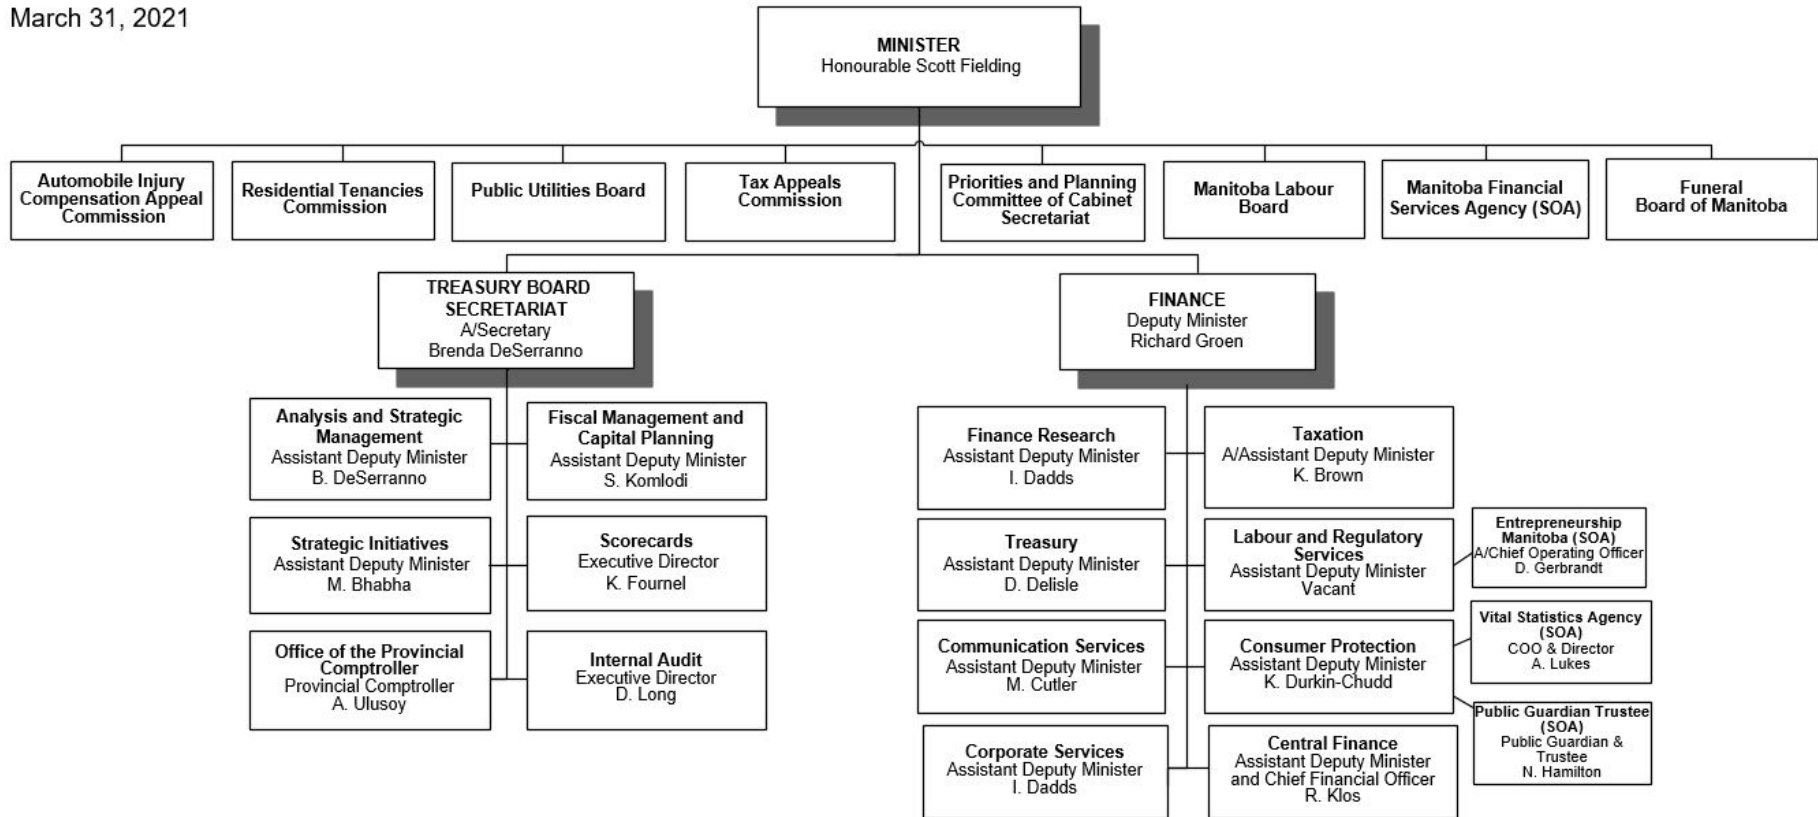 March 31, 2021
MINISTER
Honourable Scott Fielding
Automobile Injury
Compensation Appeal
Commission
Residential Tenancies
Commission
Public Utilities Board
Tax Appeals
Commission
Priorities and Planning
Committee of Cabinet
Secretariat
Manitoba Labour
Board
Manitoba Financial
Services Agency (SOA)
Funeral
Board of Manitoba
TREASURY BOARD
SECRETARIAT
A/Secretary
Brenda DeSerranno
FINANCE
Deputy Minister
Richard Groen
Analysis and Strategic
Management
Assistant Deputy Minister
B. DeSerranno
Fiscal Management and
Capital Planning
Assistant Deputy Minister
S. Komlodi
Strategic Initiatives
Assistant Deputy Minister
M. Bhabha
Scorecards
Executive Director
K. Fournel
Office of the Provincial
Comptroller
Provincial Comptroller
A. Ulusoy
Internal Audit
Executive Director
D. Long
Finance Research
Assistant Deputy Minister
I. Dadds
Taxation
A/Assistant Deputy Minister
K. Brown
Treasury
Assistant Deputy Minister
D. Delisle
Labour and Regulatory
Services
Assistant Deputy Minister
Vacant
Entrepreneurship
Manitoba (SOA)
A/Chief Operating Officer
D. Gerbrandt
Communication Services
Assistant Deputy Minister
M. Cutler
Consumer Protection
Assistant Deputy Minister
K. Durkin-Chudd
Vital Statistics Agency
(SOA)
COO & Director
A. Lukes
Public Guardian Trustee
(SOA)
Public Guardian &
Trustee
N. Hamilton
Corporate Services
Assistant Deputy Minister
I. Dadds
Central Finance
Assistant Deputy Minister
and Chief Financial Officer
R. Klos